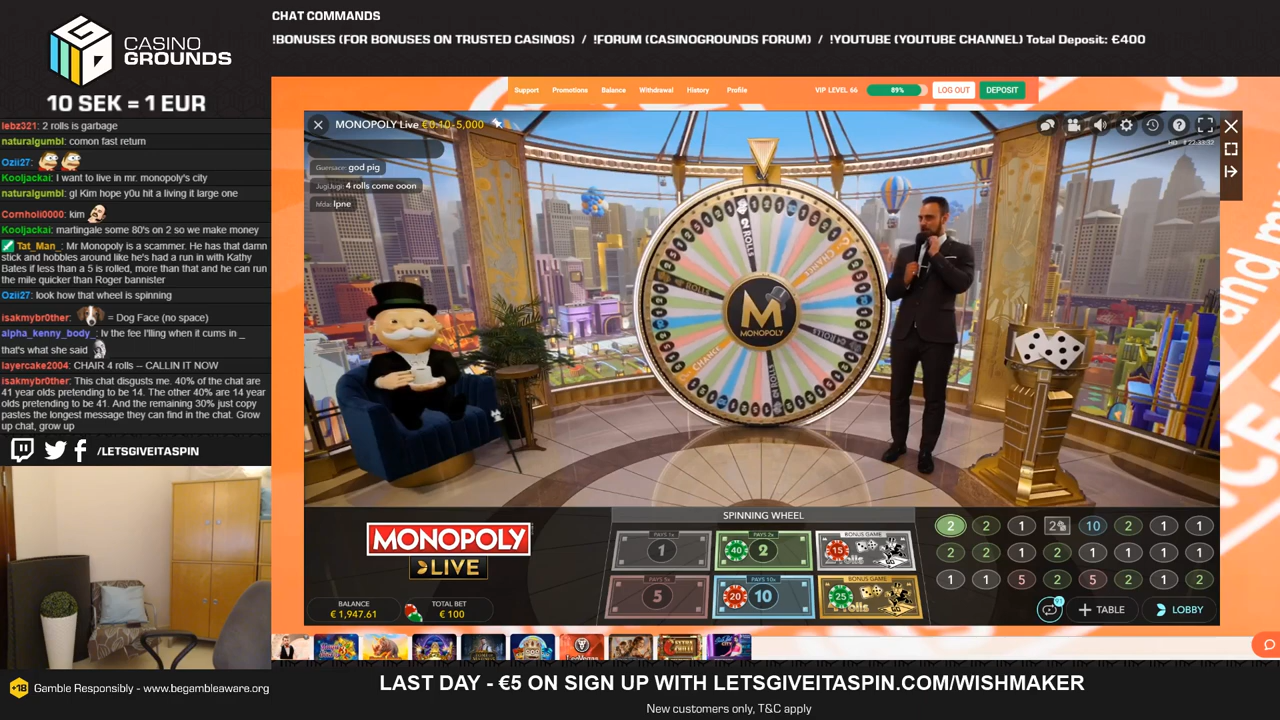 CHAT COMMANDS
!BONUSES (FOR BONUSES ON TRUSTED CASINOS) / !FORUM (CASINOGROUNDS FORUM) / !YOUTUBE (YOUTUBE CHANNEL) Total Deposit: €400
CASINO
GROUNDS
10 SEK = 1 EUR
lebz321: 2 rolls is garbage
naturalgumbl: comon fast return
Ozii27:
Kooljackai: I want to live in mr. monopoly's city
naturalgumbl: gl Kim hope y0u hit a living it large one
Cornholi0000: kim
Kooljackai: martingale some 80's on 2 so we make money
Tat_Man_: Mr Monopoly is a scammer. He has that damn
stick and hobbles around like he's had a run in with Kathy
Bates if less than a 5 is rolled, more than that and he can run
the mile quicker than Roger bannister
Ozii27: look how that wheel is spinning
isakmybr0ther: = Dog Face (no space)
alpha_kenny_body_: Iv the fee I'lling when it cums in _
that's what she said
layercake2004: CHAIR 4 rolls -- CALLIN IT NOW
isakmybr0ther: This chat disgusts me. 40% of the chat are
41 year olds pretending to be 14. The other 40% are 14 year
olds pretending to be 41. And the remaining 30% just copy
pastes the longest message they can find in the chat. Grow
up chat, grow up
/LETSGIVEITASPIN
Support Promotions Balance Withdrawal History Profile VIP LEVEL 66 89% LOG OUT DEPOSIT
MONOPOLY Live €0.10-5,000
god pig
JugiJugi: 4 rolls come ooon
hfdai: lpne
2 ROLLS
CHANCE
4 ROLLS
2 ROLLS
CHANCE
2 ROLLS
M
MONOPOLY
SPINNING WHEEL
MONOPOLY
LIVE
BALANCE
€ 1,947.61
TOTAL BET
€ 100
PAYS 1x
1
PAYS 2x
40 2
BONUS GAME
15
PAYS 5x
5
PAYS 10x
20 10
BONUS GAME
25
2 2 1 2 10 2 1 1
2 2 1 2 1 1 1 1
1 1 5 2 5 2 1 2
91
+ TABLE
LOBBY
+18 Gamble Responsibly - www.begambleaware.org
LAST DAY - €5 ON SIGN UP WITH LETSGIVEITASPIN.COM/WISHMAKER
New customers only, T&C apply